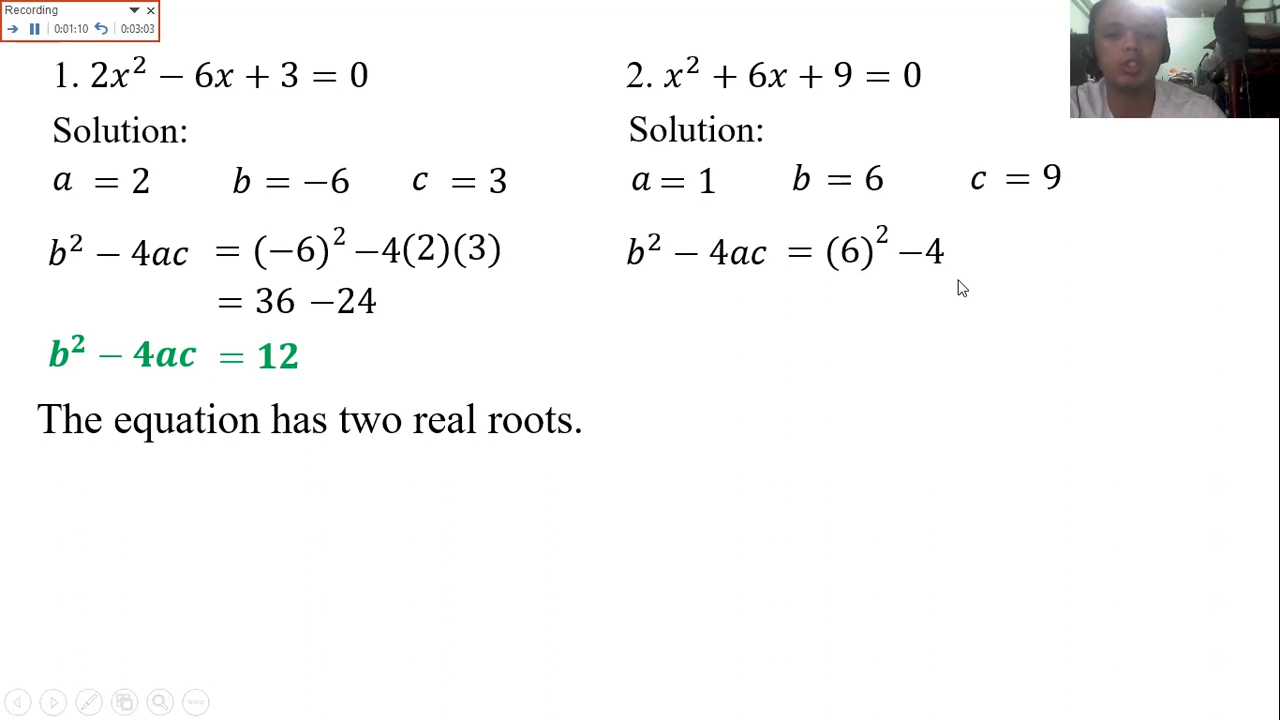 Recording
0:01:10 0:03:03
1. 2x² − 6x + 3 = 0
Solution:
a = 2 b = −6 c = 3
b² − 4ac = (−6)² −4(2)(3)
= 36 −24
b² − 4ac = 12
The equation has two real roots.
2. x² + 6x + 9 = 0
Solution:
a = 1 b = 6 c = 9
b² − 4ac = (6)² −4